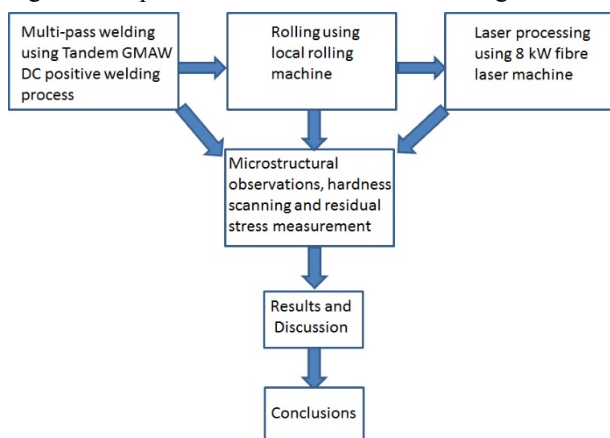 Multi-pass welding
using Tandem GMAW
DC positive welding
process
Rolling using
local rolling
machine
Laser processing
using 8 kW fibre
laser machine
Microstructural
observations, hardness
scanning and residual
stress measurement
Results and
Discussion
Conclusions